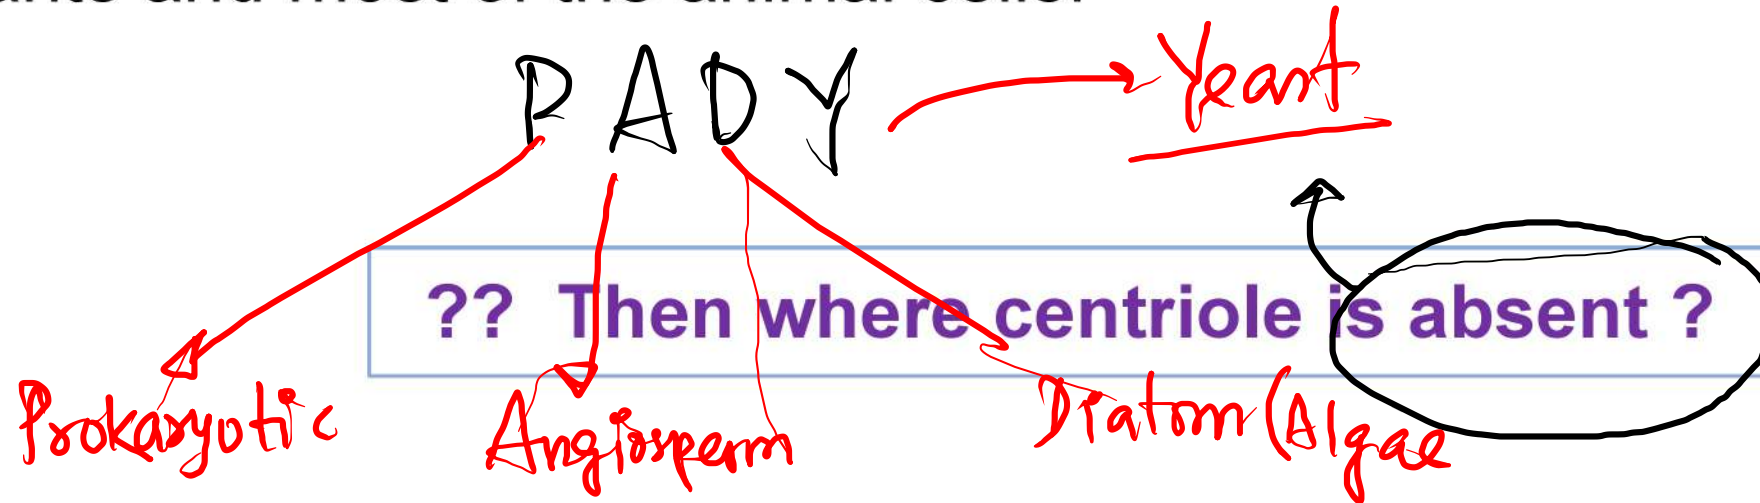 PADY
Yeast
?? Then where centriole is absent ?
Prokaryotic
Angiosperm
Diatom (Algae